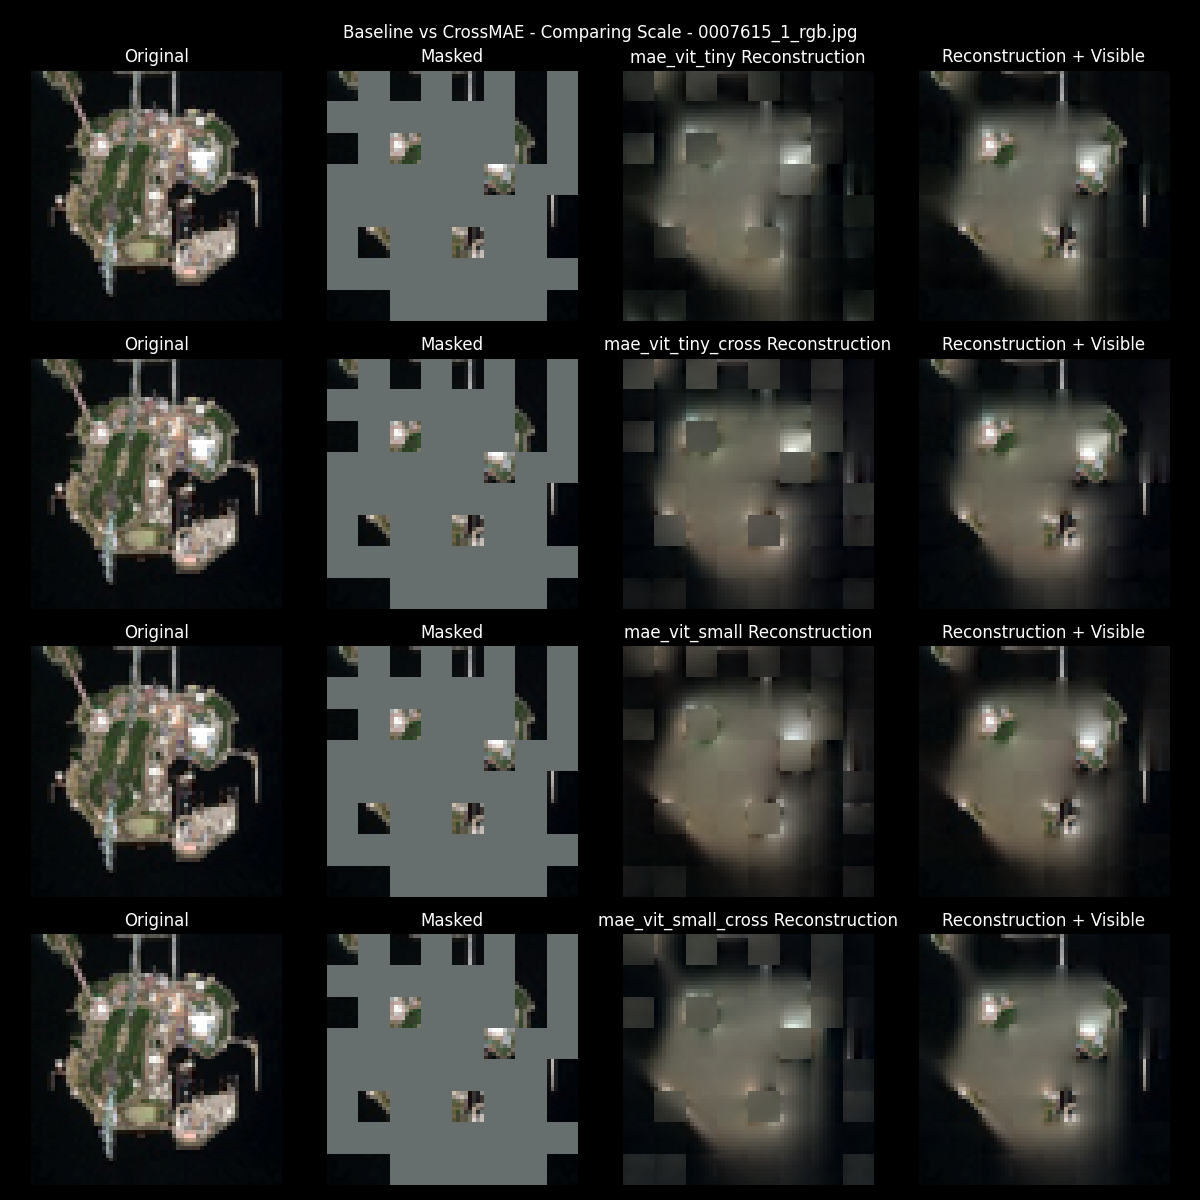 Baseline vs CrossMAE - Comparing Scale - 0007615_1_rgb.jpg
Original Masked mae_vit_tiny Reconstruction Reconstruction + Visible
Original Masked mae_vit_tiny_cross Reconstruction Reconstruction + Visible
Original Masked mae_vit_small Reconstruction Reconstruction + Visible
Original Masked mae_vit_small_cross Reconstruction Reconstruction + Visible